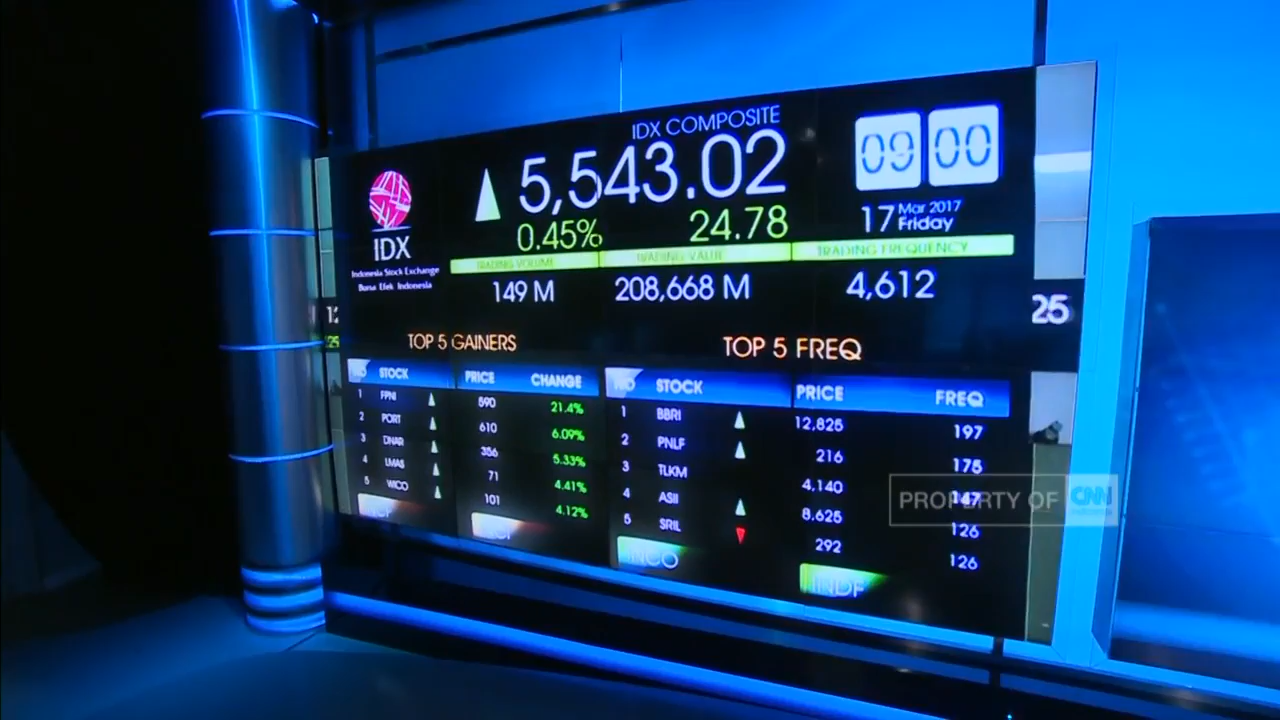 IDX COMPOSITE
5,543.02
0.45% 24.78
09 00
17 Mar 2017
Friday
IDX
Indonesia Stock Exchange
Bursa Efek Indonesia
TRADING VOLUME TRADING VALUE TRADING FREQUENCY
149 M 208,668 M 4,612
TOP 5 GAINERS
NO STOCK PRICE CHANGE
1 FPNI 590 21.4%
2 PORT 610 6.09%
3 DNAR 356 5.33%
4 LMAS 71 4.41%
5 WICO 101 4.12%
TOP 5 FREQ
NO STOCK PRICE FREQ
1 BBRI 12,825 197
2 PNLF 216 175
3 TLKM 4,140 147
4 ASII 8,625 126
5 SRIL 292 126
INDF
25
PROPERTY OF CNN